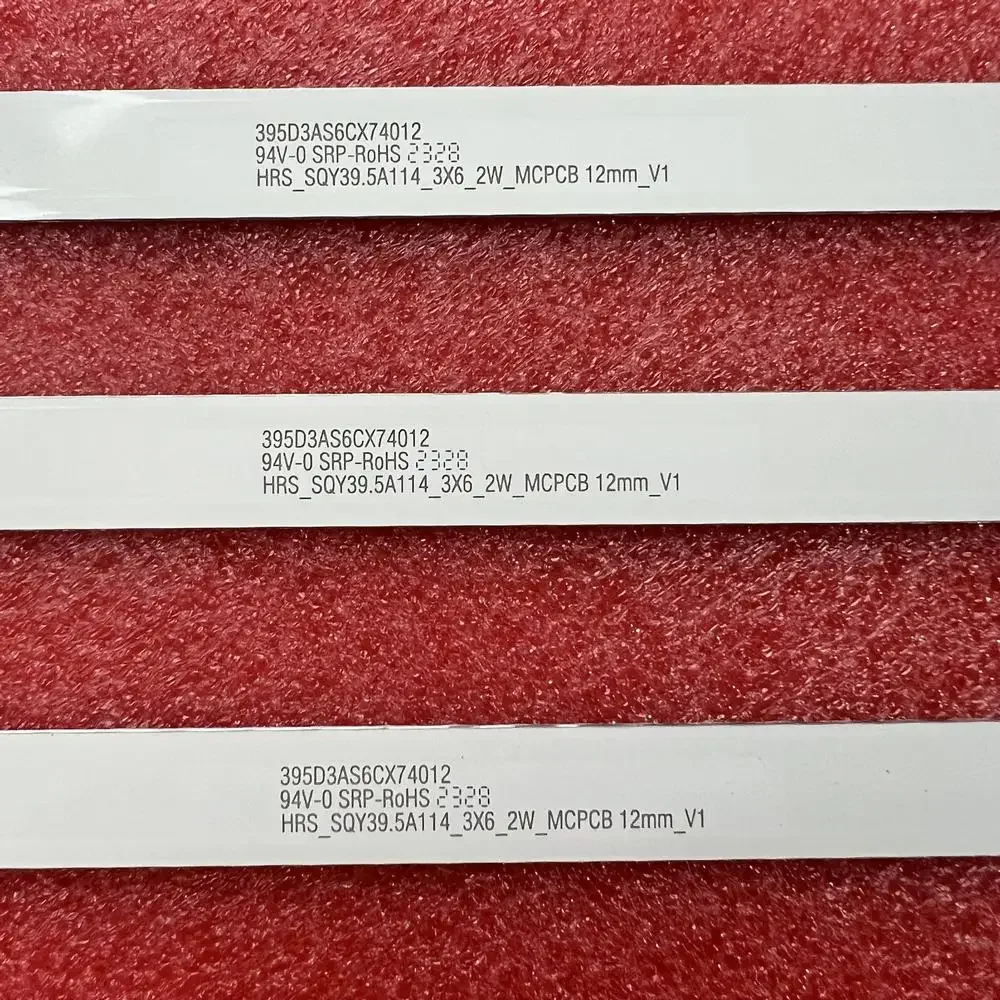 395D3AS6CX74012
94V-0 SRP-RoHS 2328
HRS_SQY39.5A114_3X6_2W_MCPCB 12mm_V1
395D3AS6CX74012
94V-0 SRP-RoHS 2328
HRS_SQY39.5A114_3X6_2W_MCPCB 12mm_V1
395D3AS6CX74012
94V-0 SRP-RoHS 2328
HRS_SQY39.5A114_3X6_2W_MCPCB 12mm_V1